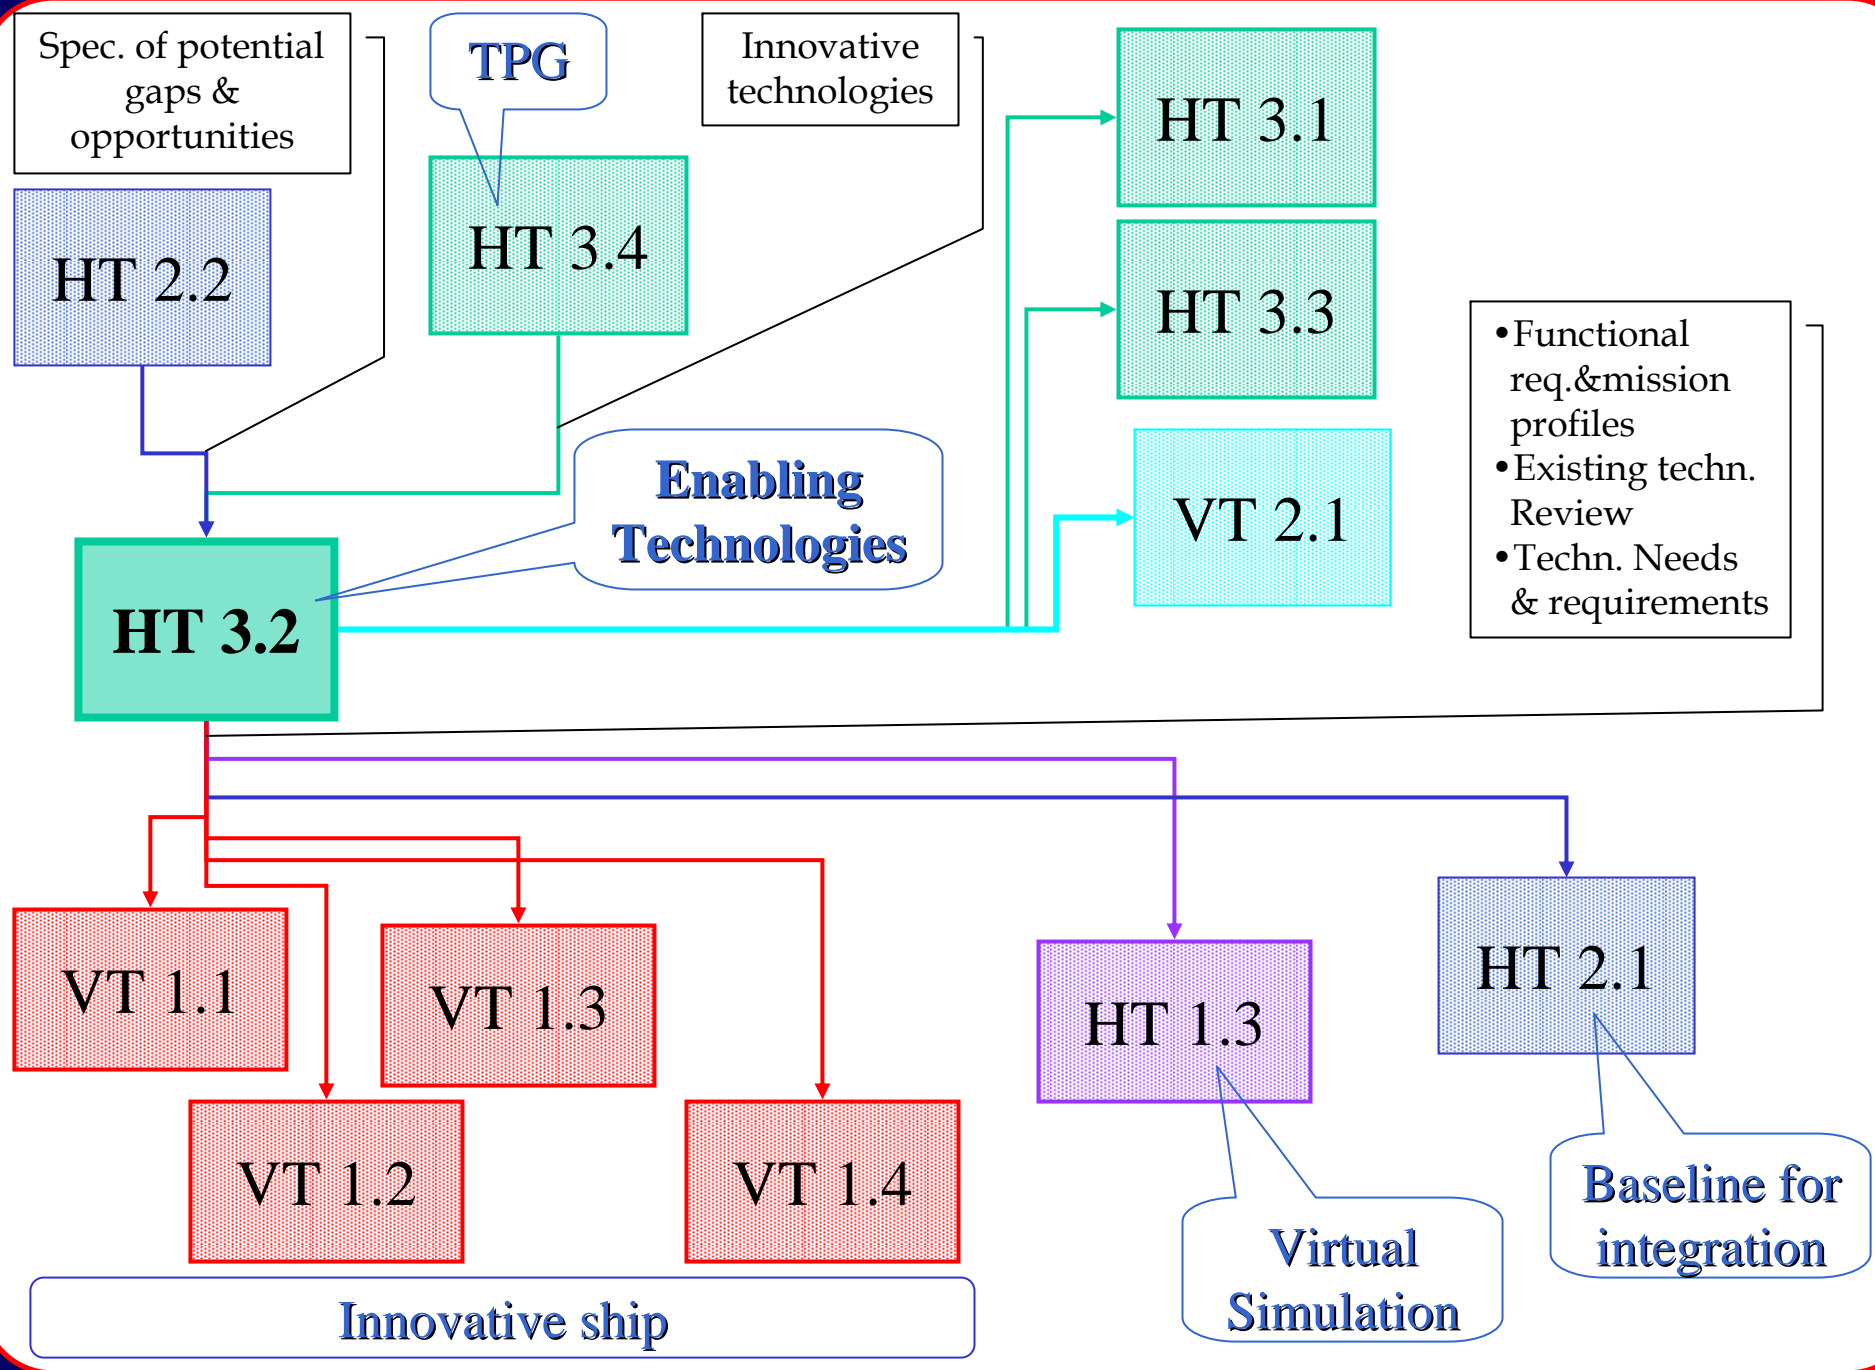 Spec. of potential
gaps &
opportunities
TPG
Innovative
technologies
HT 3.1
HT 2.2
HT 3.4
HT 3.3
•Functional
req.&mission
profiles
•Existing techn.
Review
•Techn. Needs
& requirements
Enabling
Technologies
VT 2.1
HT 3.2
VT 1.1
VT 1.3
HT 1.3
HT 2.1
VT 1.2
VT 1.4
Baseline for
integration
Virtual
Simulation
Innovative ship